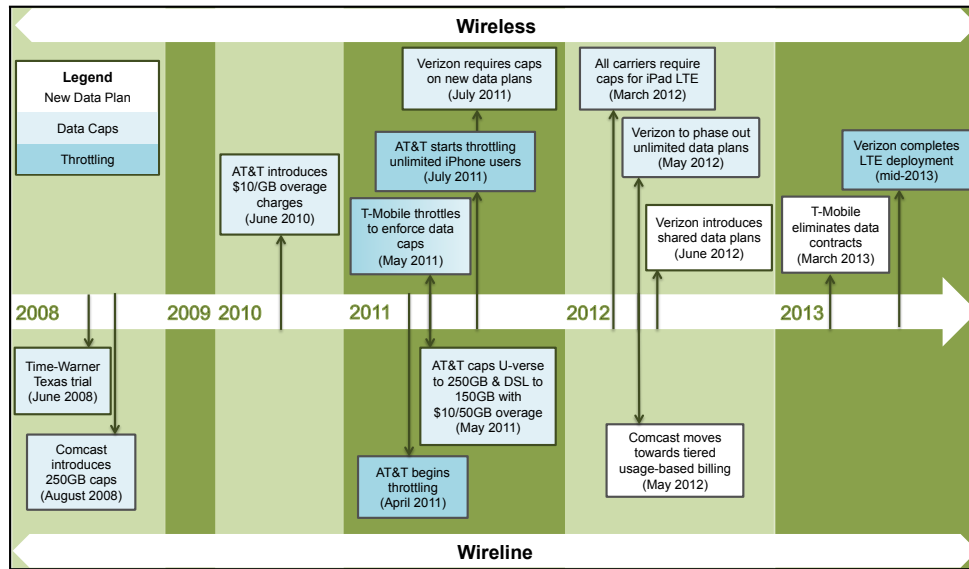 Wireless
Legend
New Data Plan
Data Caps
Throttling
Verizon requires caps
on new data plans
(July 2011)
All carriers require
caps for iPad LTE
(March 2012)
AT&T introduces
$10/GB overage
charges
(June 2010)
AT&T starts throttling
unlimited iPhone users
(July 2011)
Verizon to phase out
unlimited data plans
(May 2012)
Verizon completes
LTE deployment
(mid-2013)
T-Mobile throttles
to enforce data
caps
(May 2011)
Verizon introduces
shared data plans
(June 2012)
T-Mobile
eliminates data
contracts
(March 2013)
2008
2009
2010
2011
2012
2013
Time-Warner
Texas trial
(June 2008)
AT&T caps U-verse
to 250GB & DSL to
150GB with
$10/50GB overage
(May 2011)
Comcast
introduces
250GB caps
(August 2008)
AT&T begins
throttling
(April 2011)
Comcast moves
towards tiered
usage-based billing
(May 2012)
Wireline